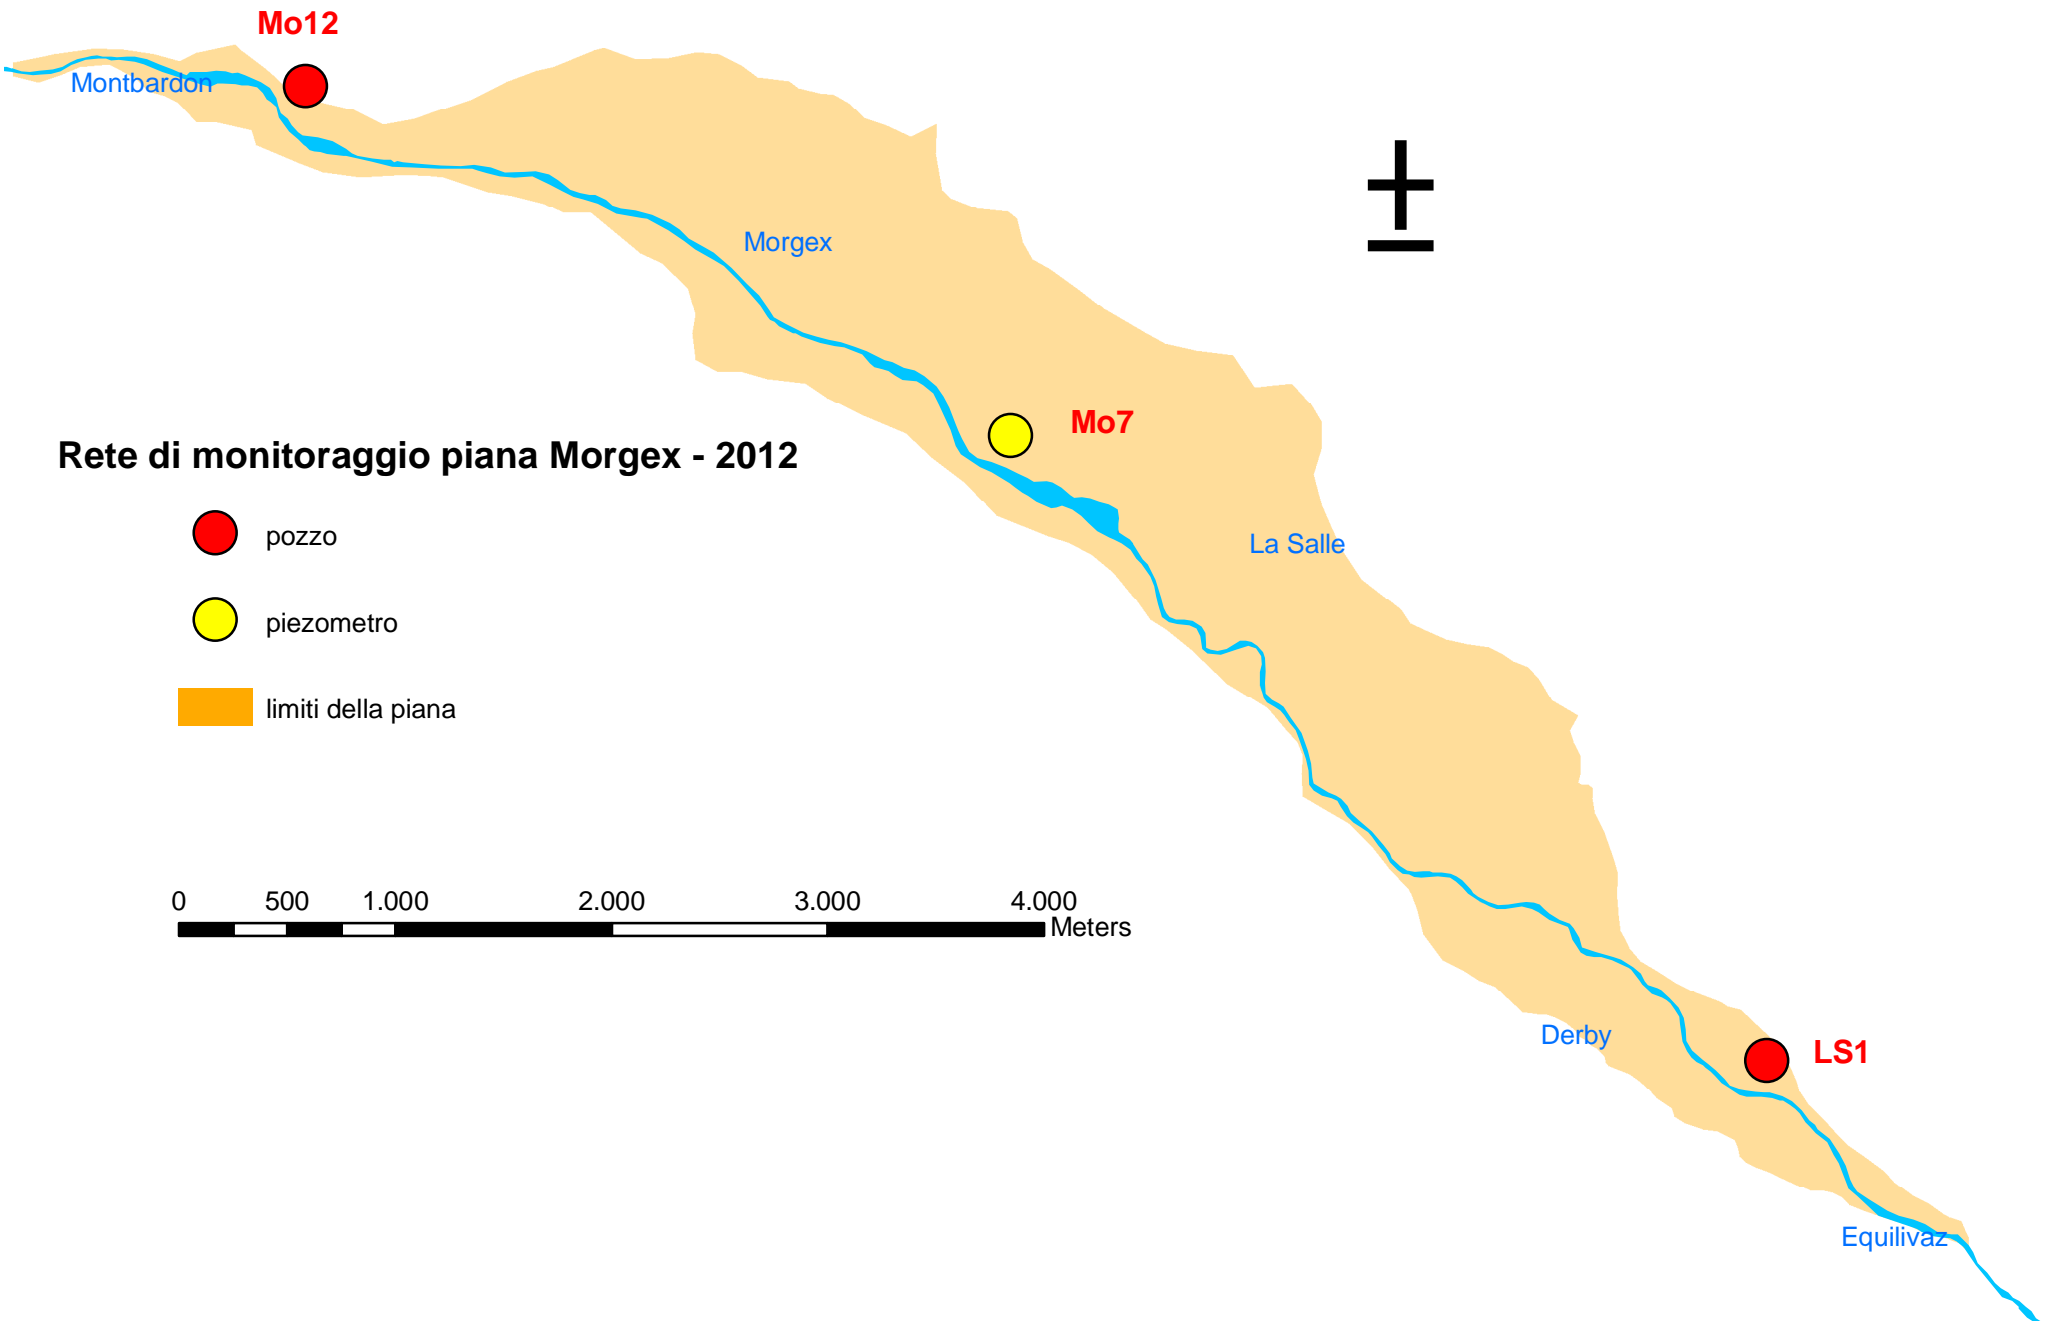 Mo12
Montbardon
Morgex
±
Mo7
Rete di monitoraggio piana Morgex - 2012
pozzo
La Salle
piezometro
limiti della piana
0 500 1.000 2.000 3.000 4.000
Meters
Derby
LS1
Equilivaz